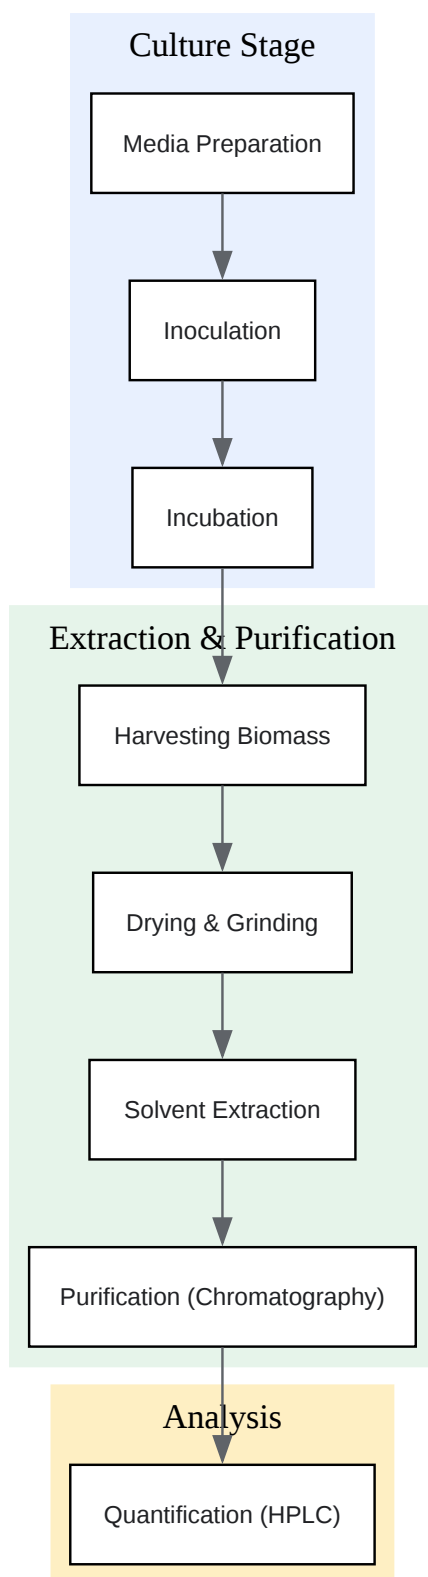 Culture Stage
Media Preparation
Inoculation
Incubation
Extraction & Purification
Harvesting Biomass
Drying & Grinding
Solvent Extraction
Purification (Chromatography)
Analysis
Quantification (HPLC)